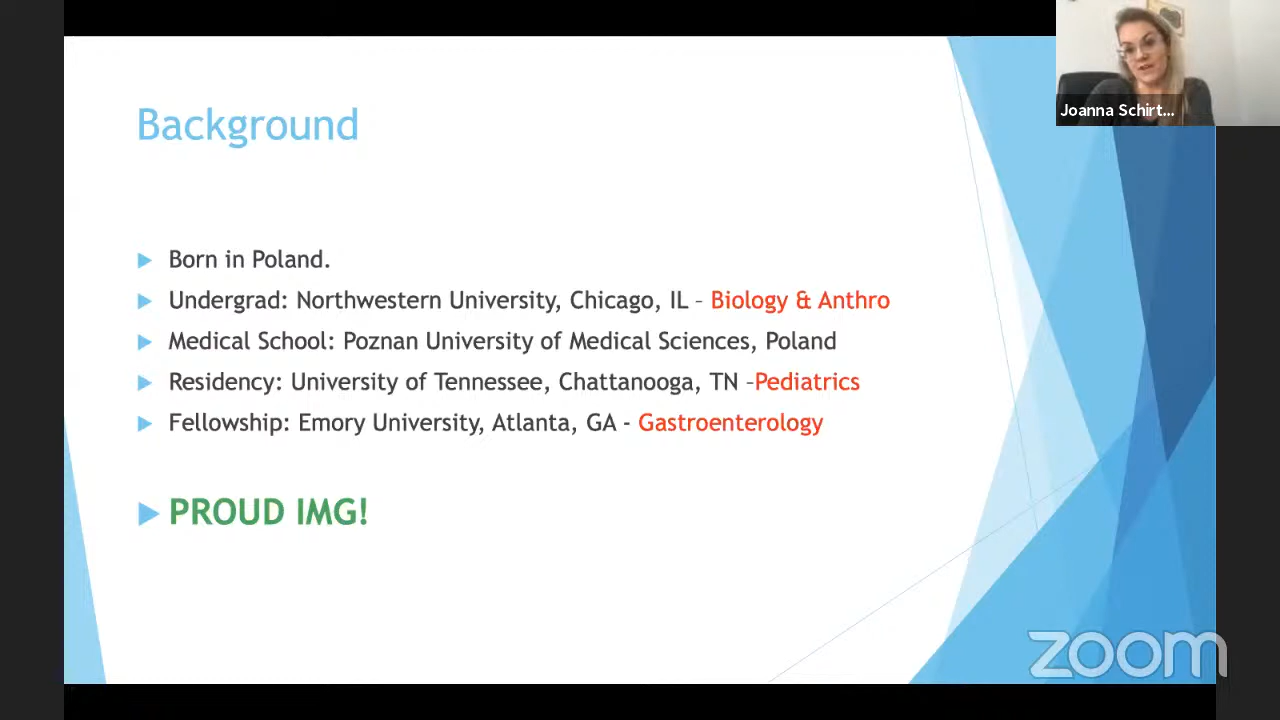 Joanna Schirt...
Background
Born in Poland.
Undergrad: Northwestern University, Chicago, IL – Biology & Anthro
Medical School: Poznan University of Medical Sciences, Poland
Residency: University of Tennessee, Chattanooga, TN –Pediatrics
Fellowship: Emory University, Atlanta, GA - Gastroenterology
PROUD IMG!
zoom